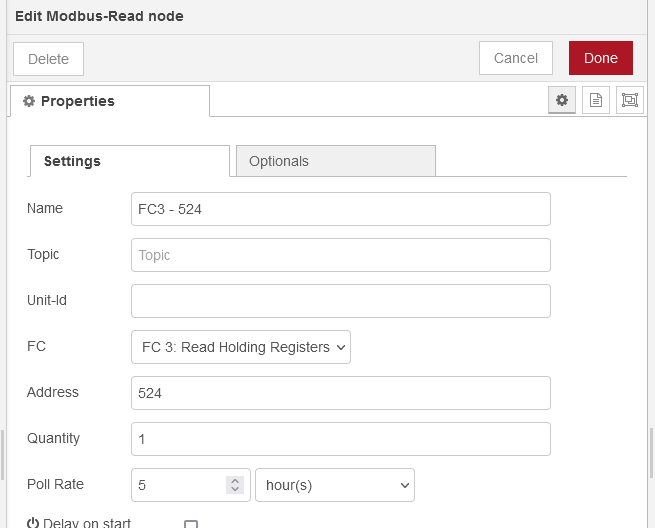 Edit Modbus-Read node
Delete
Cancel
Done
Properties
Settings
Optionals
Name
FC3 - 524
Topic
Topic
Unit-Id
FC
FC 3: Read Holding Registers
Address
524
Quantity
1
Poll Rate
5
hour(s)
Delay on start